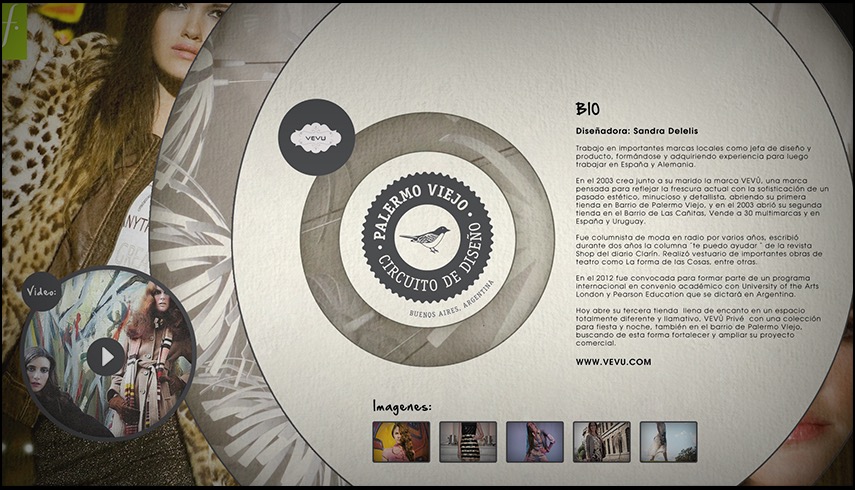 f.
VEVÛ
• PALERMO VIEJO •
CIRCUITO DE DISEÑO
BUENOS AIRES, ARGENTINA
BIO
Diseñadora: Sandra Delelis
Trabajo en importantes marcas locales como jefa de diseño y
producto, formándose y adquiriendo experiencia para luego
trabajar en España y Alemania.
En el 2003 crea junto a su marido la marca VEVÛ, una marca
pensada para reflejar la frescura actual con la sofisticación de un
pasado estético, minucioso y detallista, abriendo su primera
tienda en Barrio de Palermo Viejo, y en el 2003 abrió su segunda
tienda en el Barrio de Las Cañitas, Vende a 30 multimarcas y en
España y Uruguay.
Fue columnista de moda en radio por varios años, escribió
durante dos años la columna ¨te puedo ayudar ¨ de la revista
Shop del diario Clarín. Realizó vestuario de importantes obras de
teatro como La forma de las Cosas, entre otras.
En el 2012 fue convocada para formar parte de un programa
internacional en convenio académico con University of the Arts
London y Pearson Education que se dictará en Argentina.
Hoy abre su tercera tienda llena de encanto en un espacio
totalmente diferente y llamativo, VEVÛ Privé con una colección
para fiesta y noche, también en el barrio de Palermo Viejo,
buscando de esta forma fortalecer y ampliar su proyecto
comercial.
WWW.VEVU.COM
Video:
Imagenes: